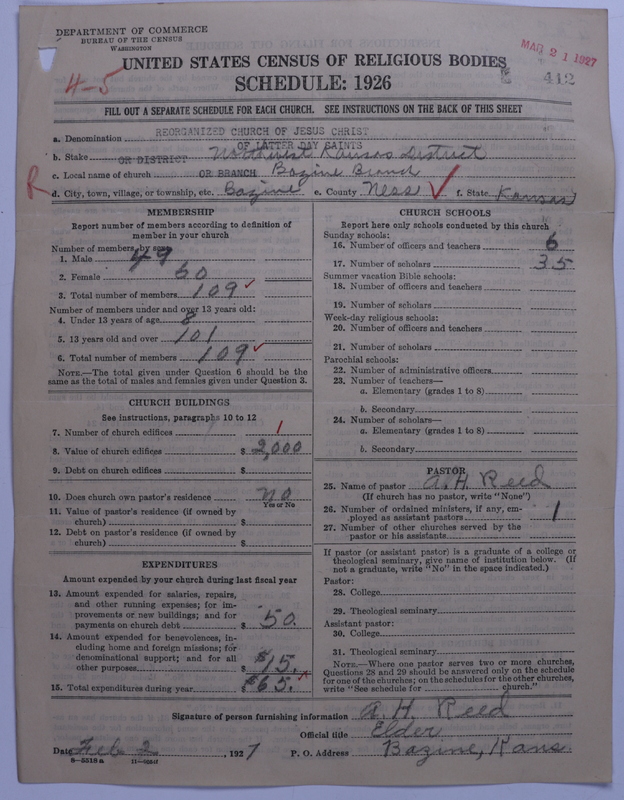 DEPARTMENT OF COMMERCE
BUREAU OF THE CENSUS
WASHINGTON
MAR 21 1927
UNITED STATES CENSUS OF RELIGIOUS BODIES
4-5
SCHEDULE: 1926
412
FILL OUT A SEPARATE SCHEDULE FOR EACH CHURCH. SEE INSTRUCTIONS ON THE BACK OF THIS SHEET
a. Denomination REORGANIZED CHURCH OF JESUS CHRIST
OF LATTER DAY SAINTS
b. Stake OR DISTRICT Northwest Kansas District
c. Local name of church OR BRANCH Bazine Branch
R
d. City, town, village, or township, etc. Bazine e. County Ness f. State Kansas
MEMBERSHIP
Report number of members according to definition of
member in your church
Number of members, by sex:
1. Male 49
2. Female 60
3. Total number of members 109
Number of members under and over 13 years old:
4. Under 13 years of age 8
5. 13 years old and over 101
6. Total number of members 109
NOTE.—The total given under Question 6 should be the
same as the total of males and females given under Question 3.
CHURCH BUILDINGS
See instructions, paragraphs 10 to 12
7. Number of church edifices 1
8. Value of church edifices $ 2,000
9. Debt on church edifices $
10. Does church own pastor's residence no
Yes or No
11. Value of pastor's residence (if owned by
church) $
12. Debt on pastor's residence (if owned by
church) $
EXPENDITURES
Amount expended by your church during last fiscal year
13. Amount expended for salaries, repairs,
and other running expenses; for im-
provements or new buildings; and for
payments on church debt $ 50.
14. Amount expended for benevolences, in-
cluding home and foreign missions; for
denominational support; and for all
other purposes $ $15.
15. Total expenditures during year $ $65.
CHURCH SCHOOLS
Report here only schools conducted by this church
Sunday schools:
16. Number of officers and teachers 6
17. Number of scholars 35
Summer vacation Bible schools:
18. Number of officers and teachers
19. Number of scholars
Week-day religious schools:
20. Number of officers and teachers
21. Number of scholars
Parochial schools:
22. Number of administrative officers
23. Number of teachers—
a. Elementary (grades 1 to 8)
b. Secondary
24. Number of scholars—
a. Elementary (grades 1 to 8)
b. Secondary
PASTOR
25. Name of pastor A. H. Reed
(If church has no pastor, write "None")
26. Number of ordained ministers, if any, em-
ployed as assistant pastors 1
27. Number of other churches served by the
pastor or his assistants
If pastor (or assistant pastor) is a graduate of a college or
theological seminary, give name of institution below. (If
not a graduate, write "No" in the space indicated.)
Pastor:
28. College
29. Theological seminary
Assistant pastor:
30. College
31. Theological seminary
NOTE.—Where one pastor serves two or more churches,
Questions 28 and 29 should be answered only on the schedule
for one of the churches; on the schedules for the other churches,
write "See schedule for church."
Signature of person furnishing information A. H. Reed
Official title Elder
Date Feb 2, 1927 P. O. Address Bazine, Kans
8—5518 a